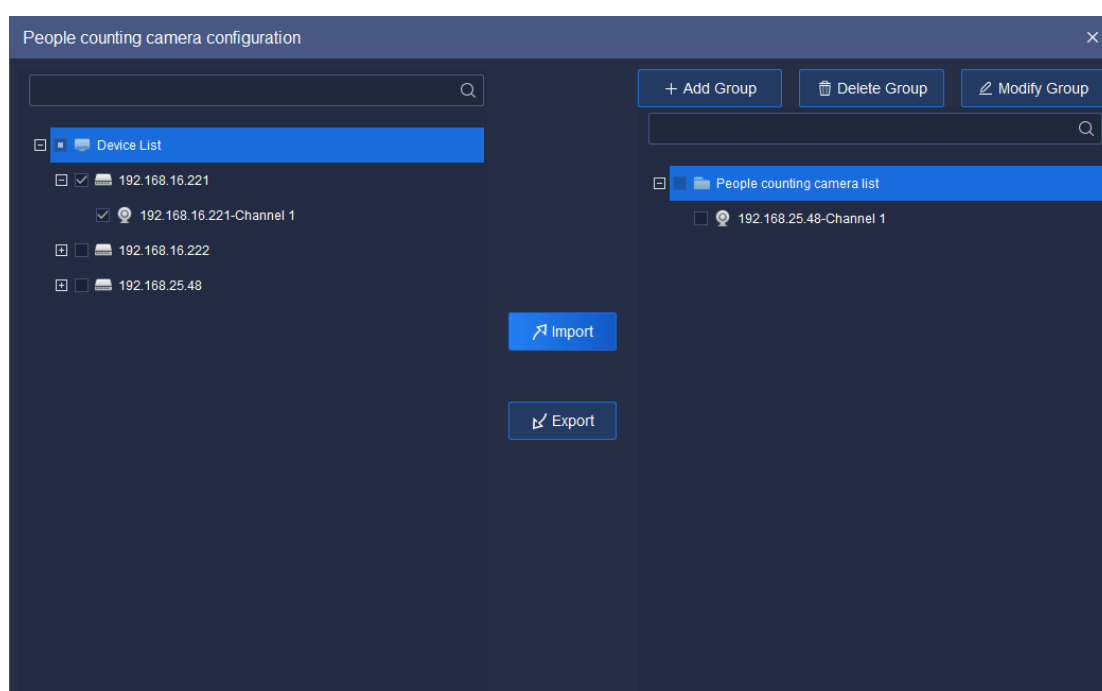 People counting camera configuration
Device List
192.168.16.221
192.168.16.221-Channel 1
192.168.16.222
192.168.25.48
Import
Export
Add Group
Delete Group
Modify Group
People counting camera list
192.168.25.48-Channel 1